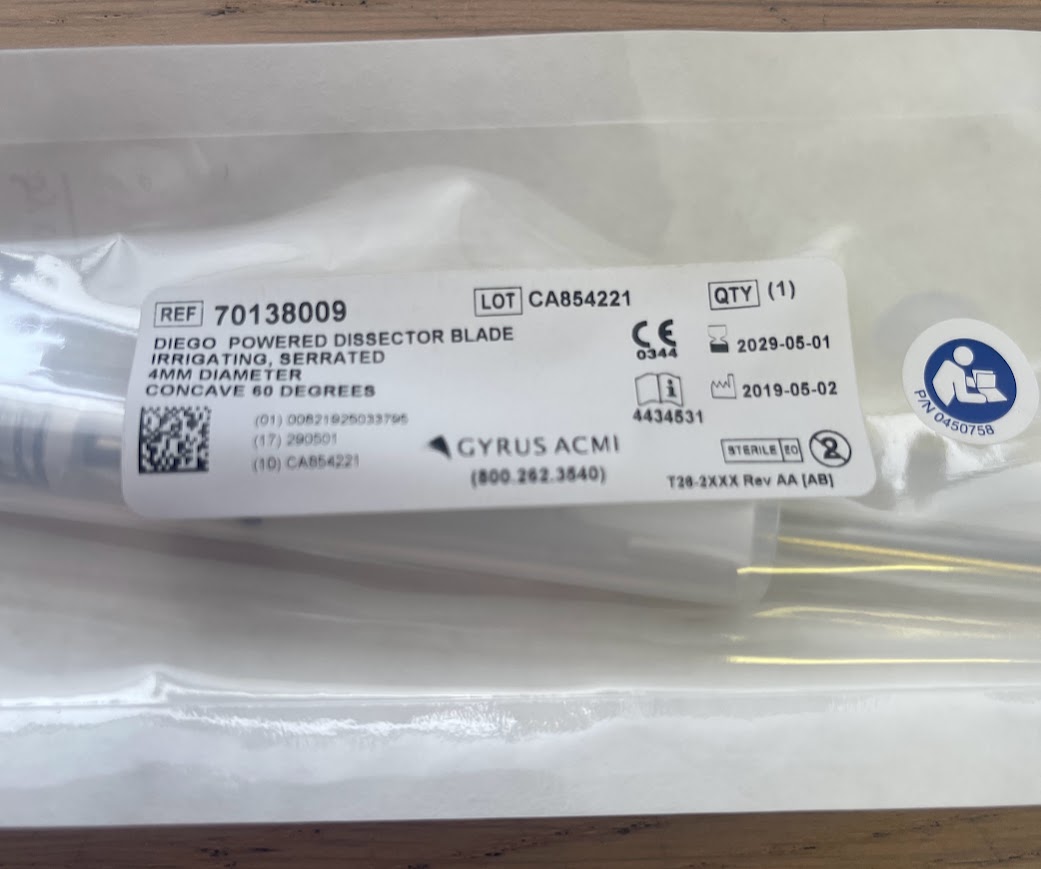 REF 70138009
LOT CA854221
QTY (1)
DIEGO POWERED DISSECTOR BLADE
IRRIGATING, SERRATED
4MM DIAMETER
CONCAVE 60 DEGREES
CE
0344
2029-05-01
i
4434531
2019-05-02
(01) 00821925033795
(17) 290501
(10) CA854221
GYRUS ACMI
(800.262.3540)
STERILE EO
2
T26-2XXX Rev AA [AB]
P/N 0450758